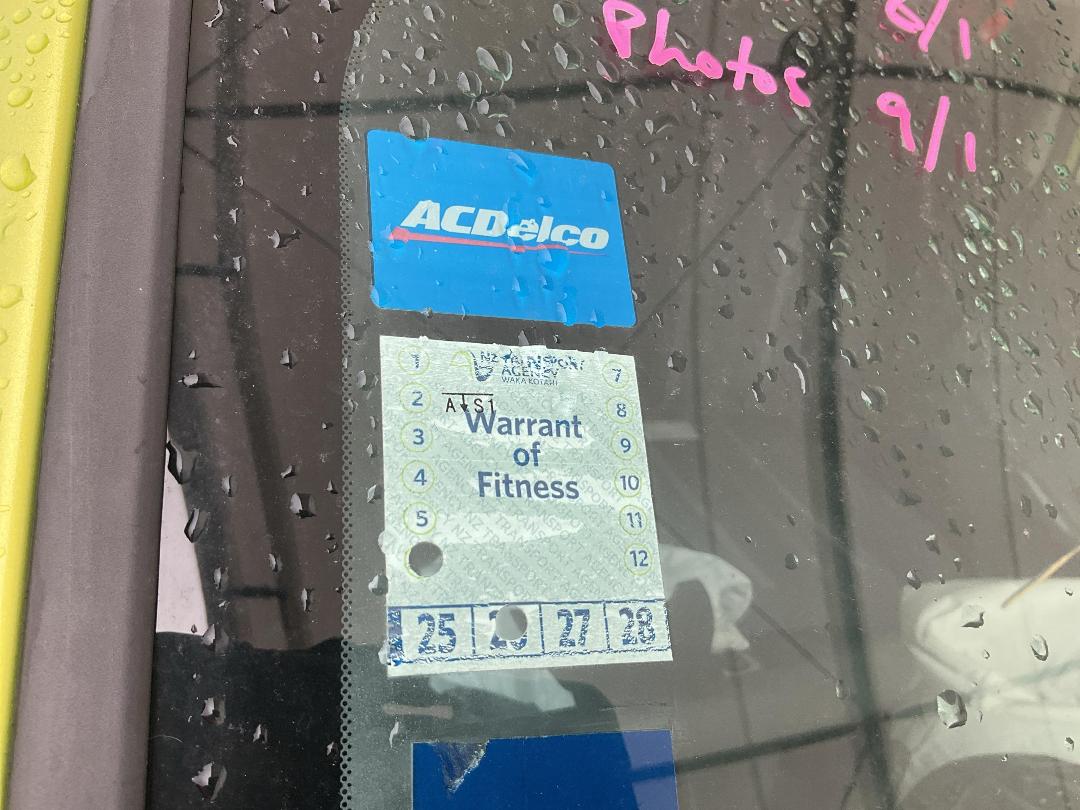 6/1
Photos 9/1
ACDelco
NZ TRANSPORT
AGENCY
WAKA KOTAHI
1 7
2 8
3 9
4 10
5 11
12
Warrant
of
Fitness
25 27 28